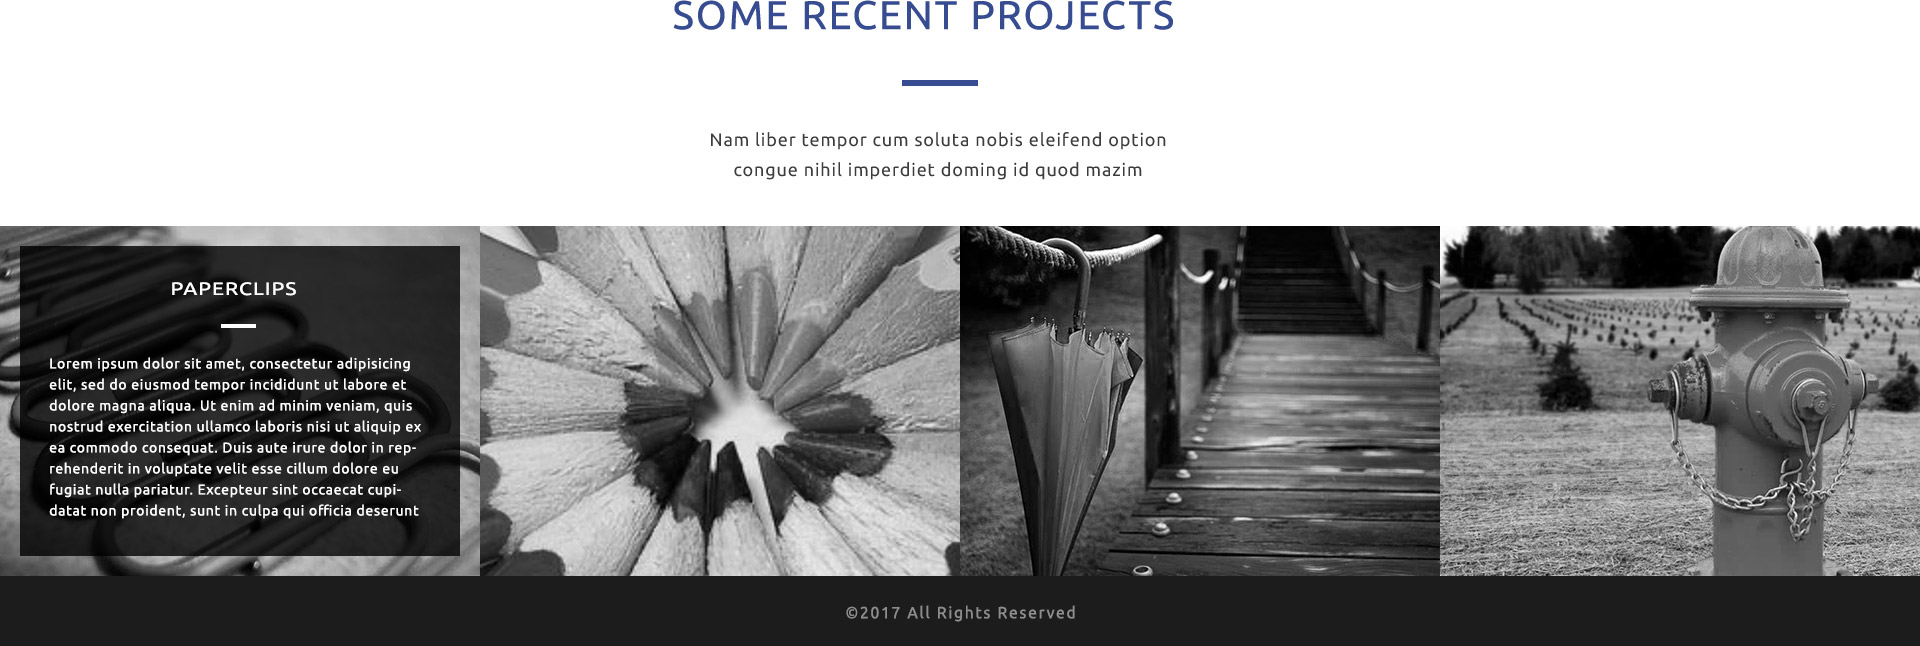 SOME RECENT PROJECTS
Nam liber tempor cum soluta nobis eleifend option
congue nihil imperdiet doming id quod mazim
PAPERCLIPS
Lorem ipsum dolor sit amet, consectetur adipisicing
elit, sed do eiusmod tempor incididunt ut labore et
dolore magna aliqua. Ut enim ad minim veniam, quis
nostrud exercitation ullamco laboris nisi ut aliquip ex
ea commodo consequat. Duis aute irure dolor in rep-
rehenderit in voluptate velit esse cillum dolore eu
fugiat nulla pariatur. Excepteur sint occaecat cupi-
datat non proident, sunt in culpa qui officia deserunt
©2017 All Rights Reserved